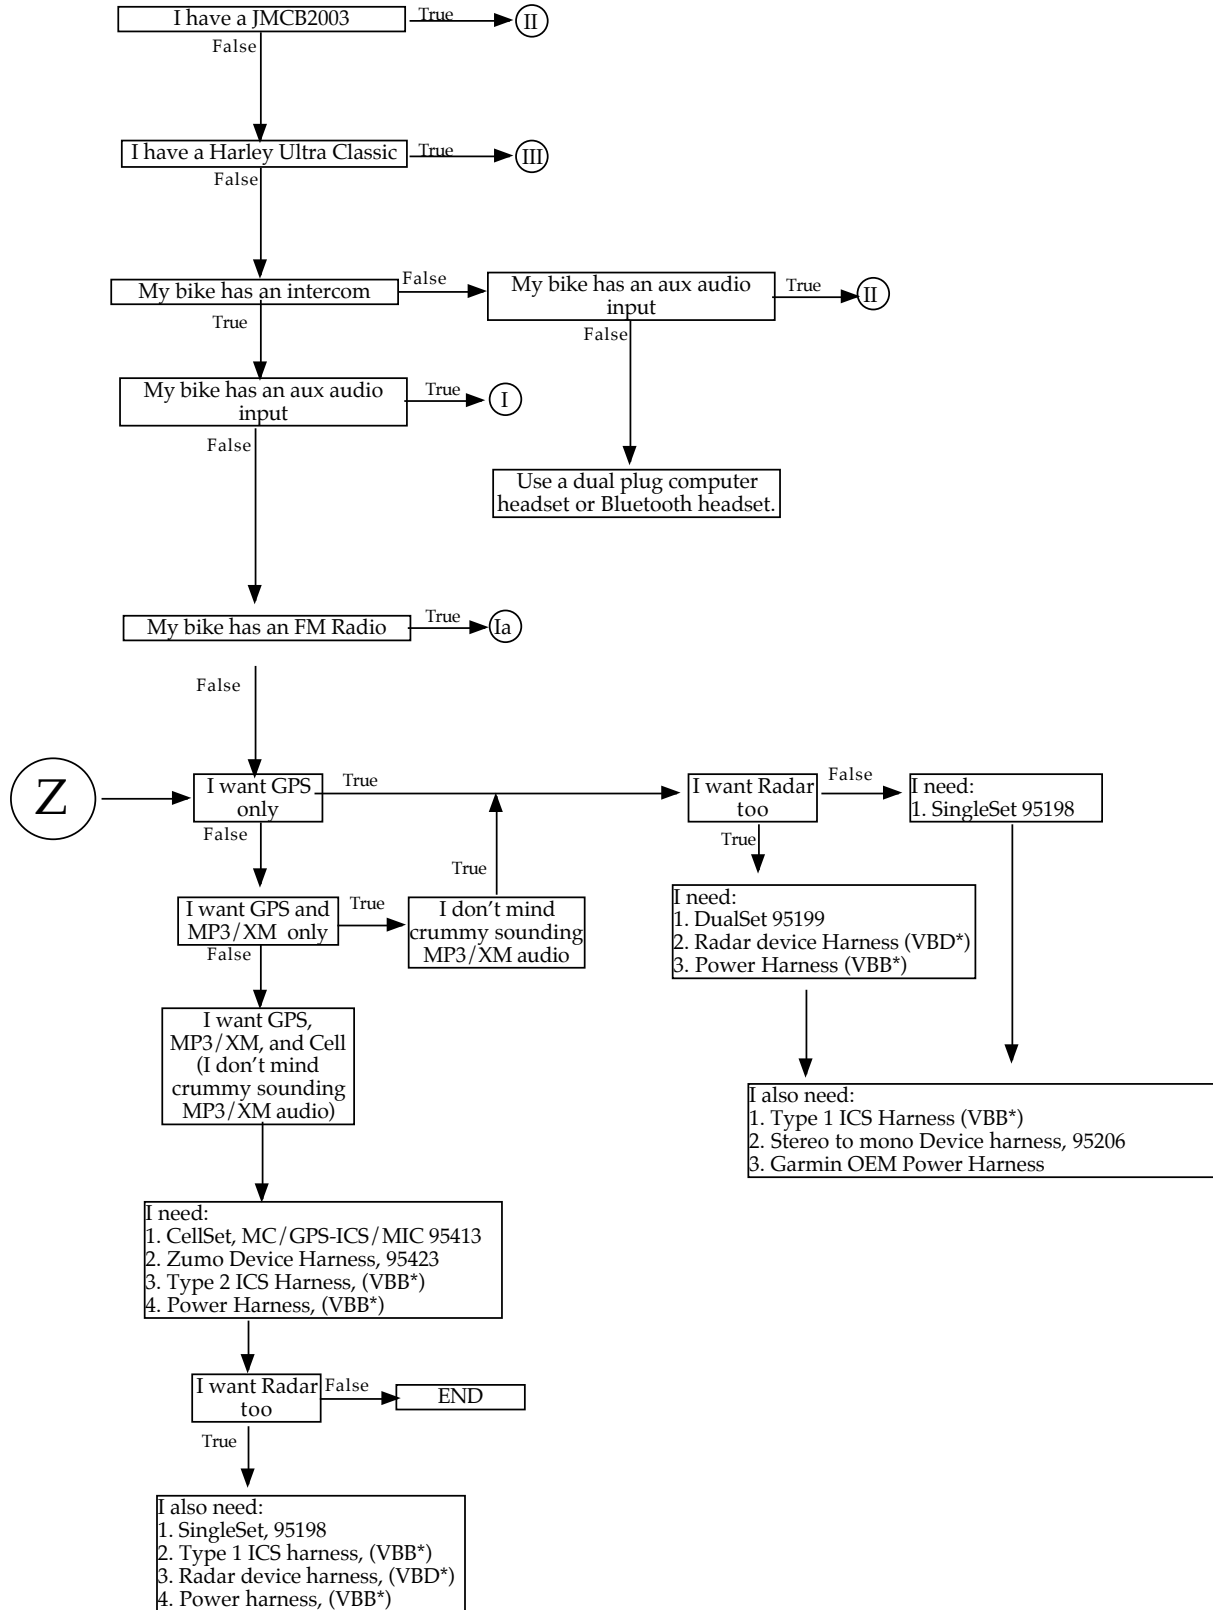 I have a JMCB2003
True
II
False
I have a Harley Ultra Classic
True
III
False
My bike has an intercom
False
My bike has an aux audio
input
True
II
True
False
My bike has an aux audio
input
True
I
False
Use a dual plug computer
headset or Bluetooth headset.
My bike has an FM Radio
True
Ia
False
Z
I want GPS
only
True
I want Radar
too
False
I need:
1. SingleSet 95198
False
True
True
I want GPS and
MP3/XM only
True
I don't mind
crummy sounding
MP3/XM audio
I need:
1. DualSet 95199
2. Radar device Harness (VBD*)
3. Power Harness (VBB*)
False
I want GPS,
MP3/XM, and Cell
(I don't mind
crummy sounding
MP3/XM audio)
I also need:
1. Type 1 ICS Harness (VBB*)
2. Stereo to mono Device harness, 95206
3. Garmin OEM Power Harness
I need:
1. CellSet, MC/GPS-ICS/MIC 95413
2. Zumo Device Harness, 95423
3. Type 2 ICS Harness, (VBB*)
4. Power Harness, (VBB*)
I want Radar
too
False
END
True
I also need:
1. SingleSet, 95198
2. Type 1 ICS harness, (VBB*)
3. Radar device harness, (VBD*)
4. Power harness, (VBB*)